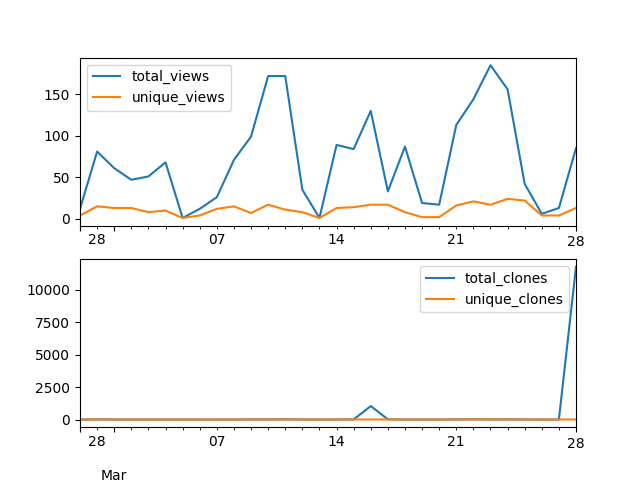 total_views
unique_views
150
100
50
0
28 07 14 21 28
total_clones
unique_clones
10000
7500
5000
2500
0
28 07 14 21 28
Mar